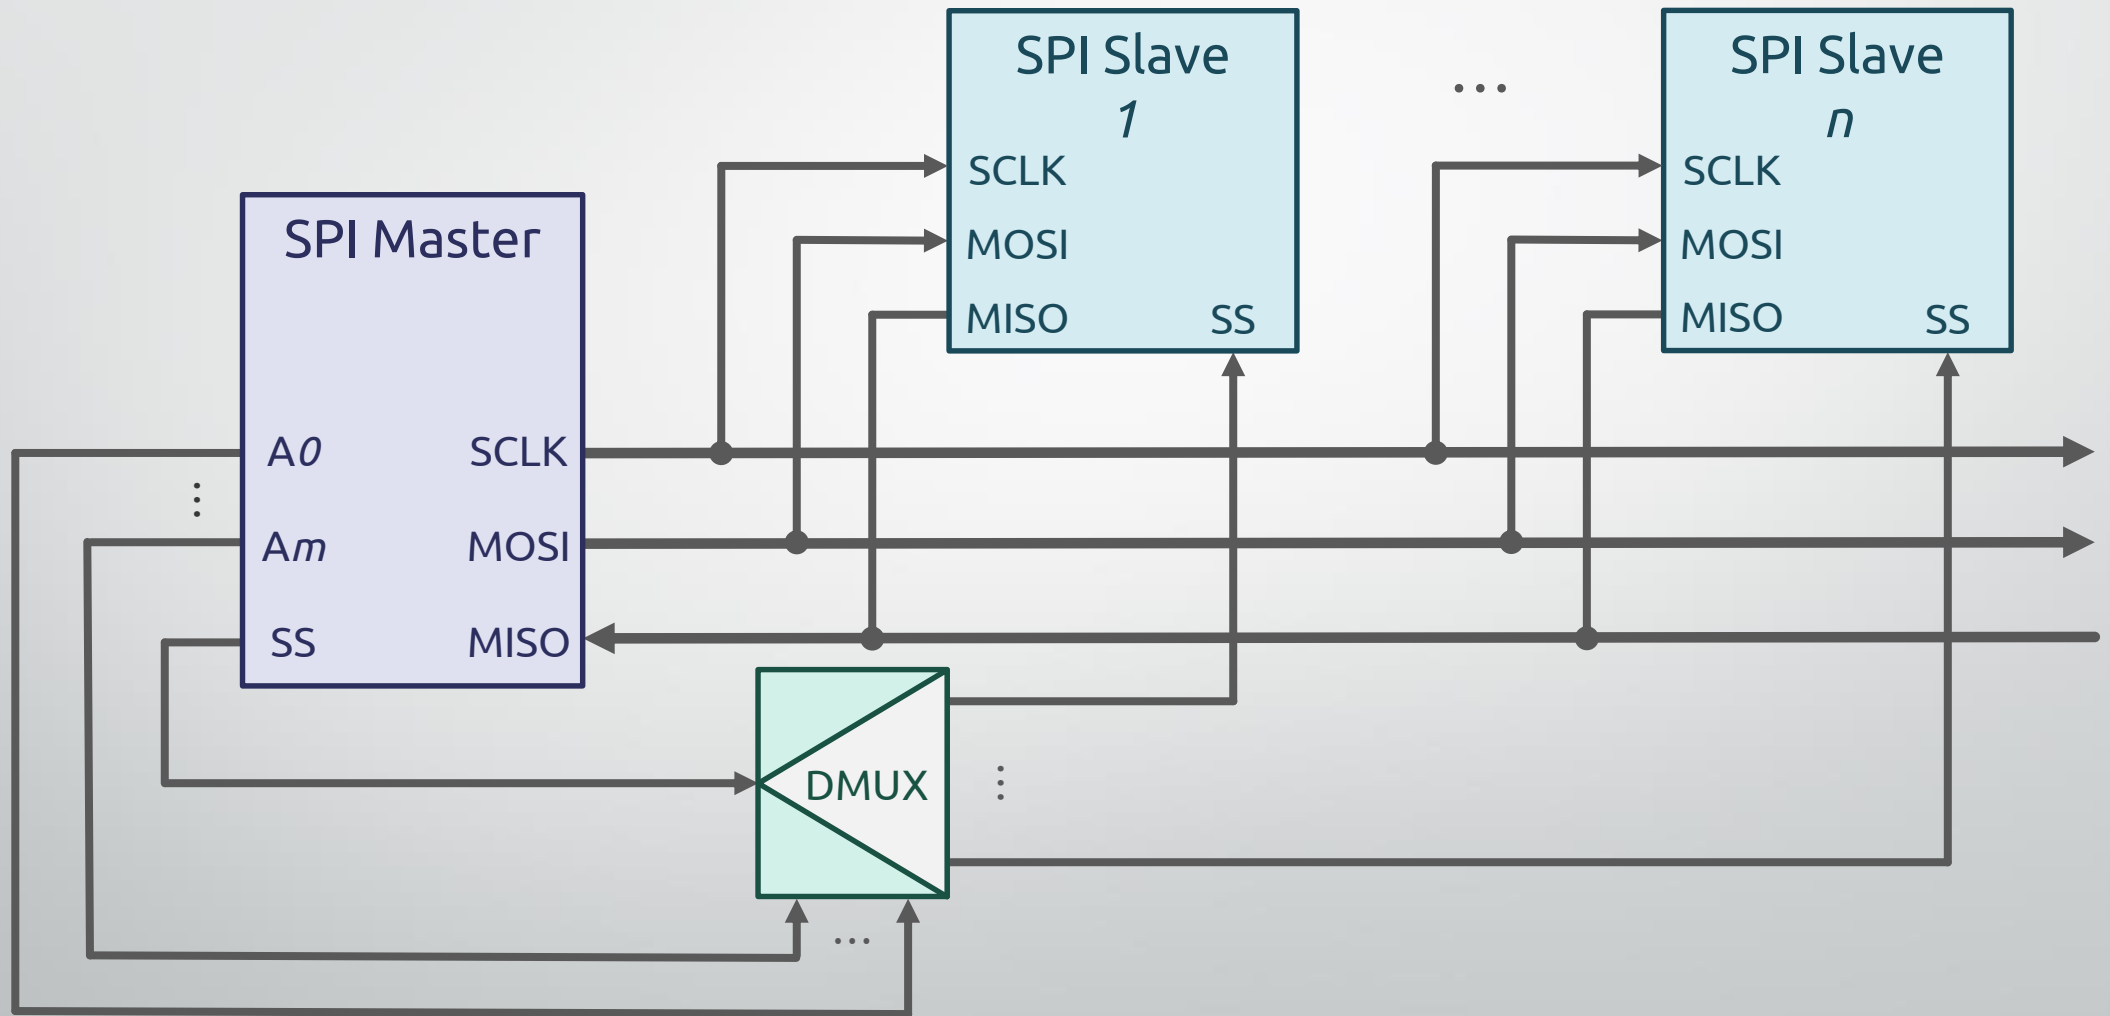 SPI Slave
1
SCLK
MOSI
MISO SS
...
SPI Slave
n
SCLK
MOSI
MISO SS
SPI Master
A0 SCLK
...
Am MOSI
SS MISO
DMUX
...
...